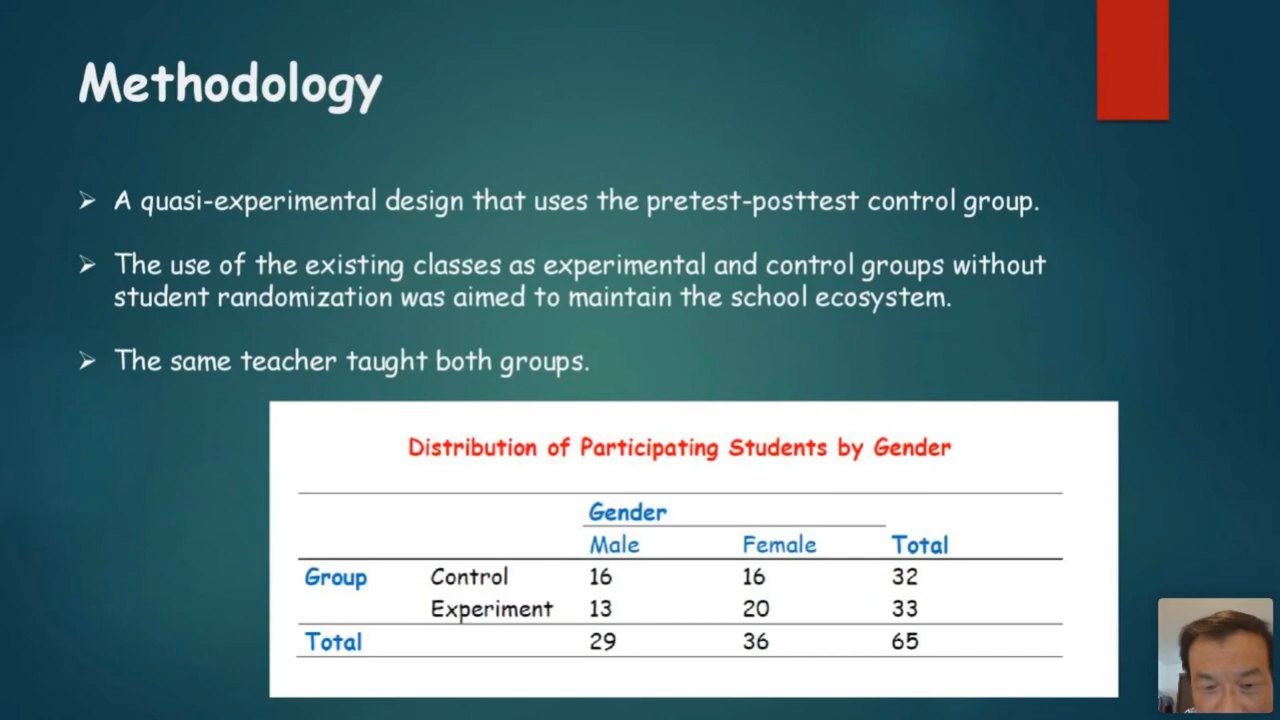 Methodology
A quasi-experimental design that uses the pretest-posttest control group.
The use of the existing classes as experimental and control groups without
student randomization was aimed to maintain the school ecosystem.
The same teacher taught both groups.
Distribution of Participating Students by Gender
Gender
Male Female Total
Group Control 16 16 32
Experiment 13 20 33
Total 29 36 65